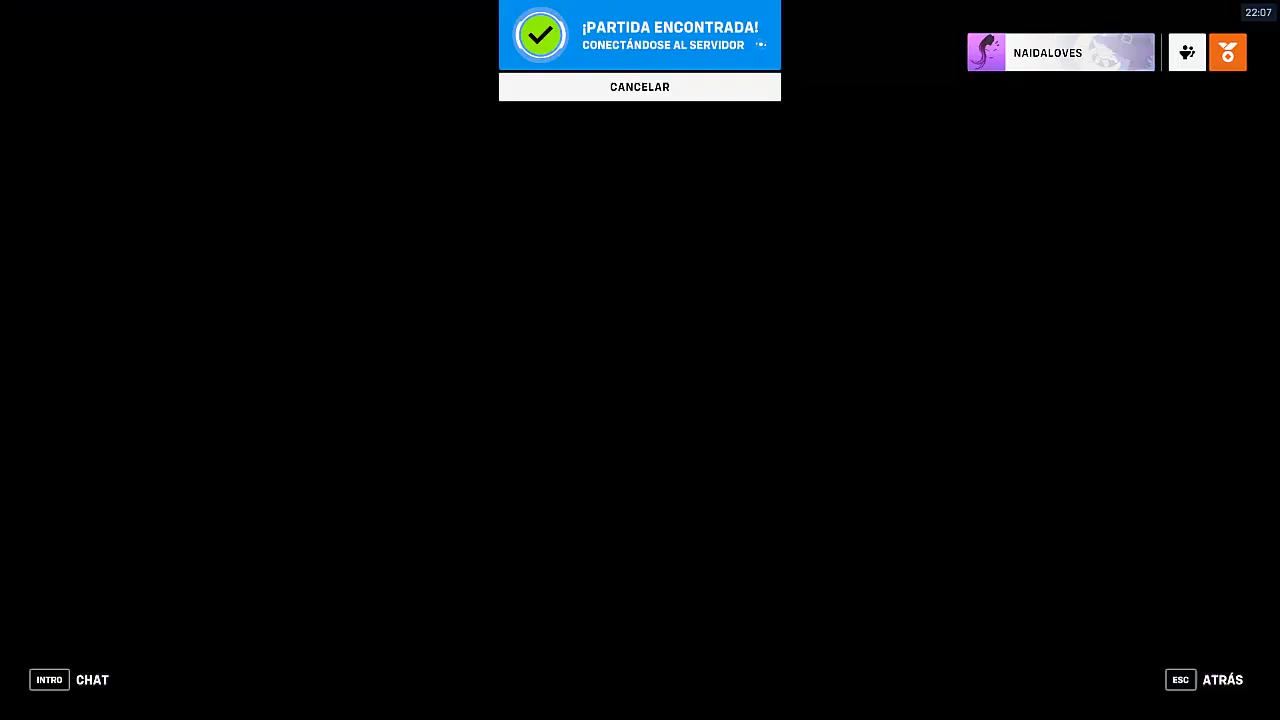 22:07
¡PARTIDA ENCONTRADA!
CONECTÁNDOSE AL SERVIDOR
CANCELAR
NAIDALOVES
INTRO CHAT
ESC ATRÁS